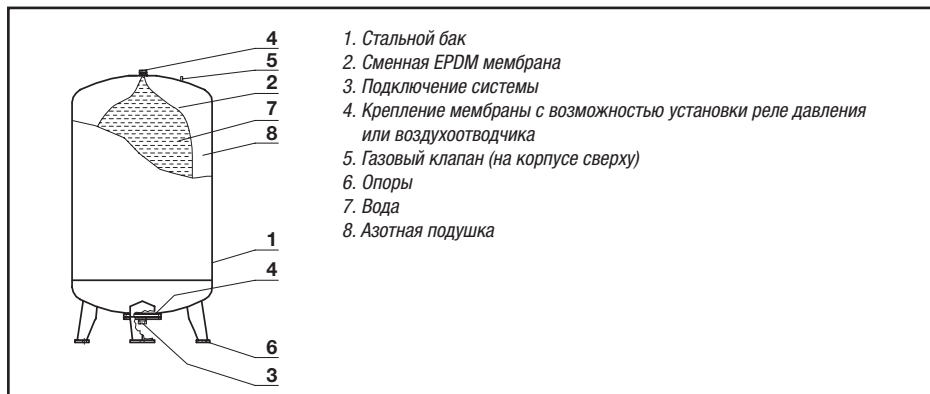 4
5
2
7
8
1
4
6
3
1. Стальной бак
2. Сменная EPDM мембрана
3. Подключение системы
4. Крепление мембраны с возможностью установки реле давления
или воздухоотводчика
5. Газовый клапан (на корпусе сверху)
6. Опоры
7. Вода
8. Азотная подушка